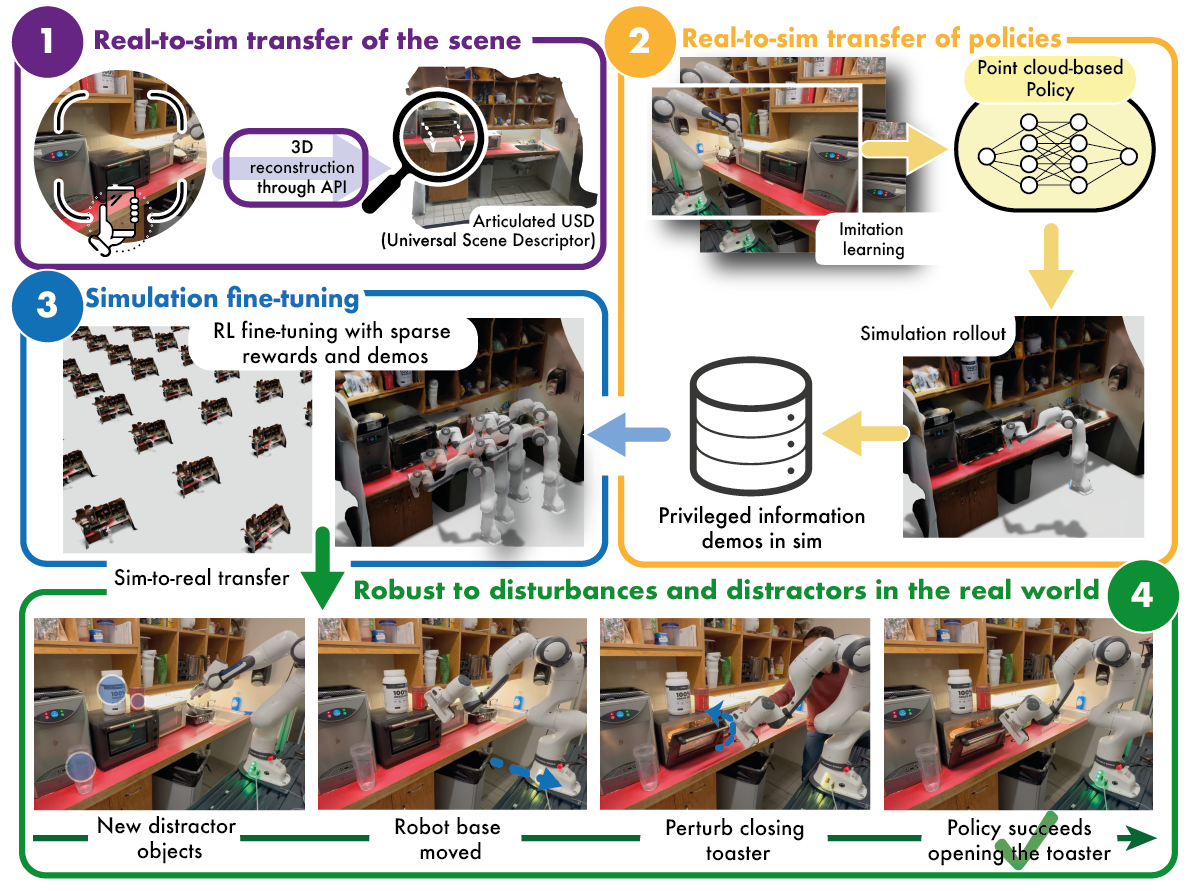 1
Real-to-sim transfer of the scene
3D
reconstruction
through API
Articulated USD
(Universal Scene Descriptor)
2
Real-to-sim transfer of policies
Point cloud-based
Policy
Imitation
learning
Simulation rollout
Privileged information
demos in sim
3
Simulation fine-tuning
RL fine-tuning with sparse
rewards and demos
Sim-to-real transfer
Robust to disturbances and distractors in the real world
4
100%
100%
100%
100%
New distractor
objects
Robot base
moved
Perturb closing
toaster
Policy succeeds
opening the toaster